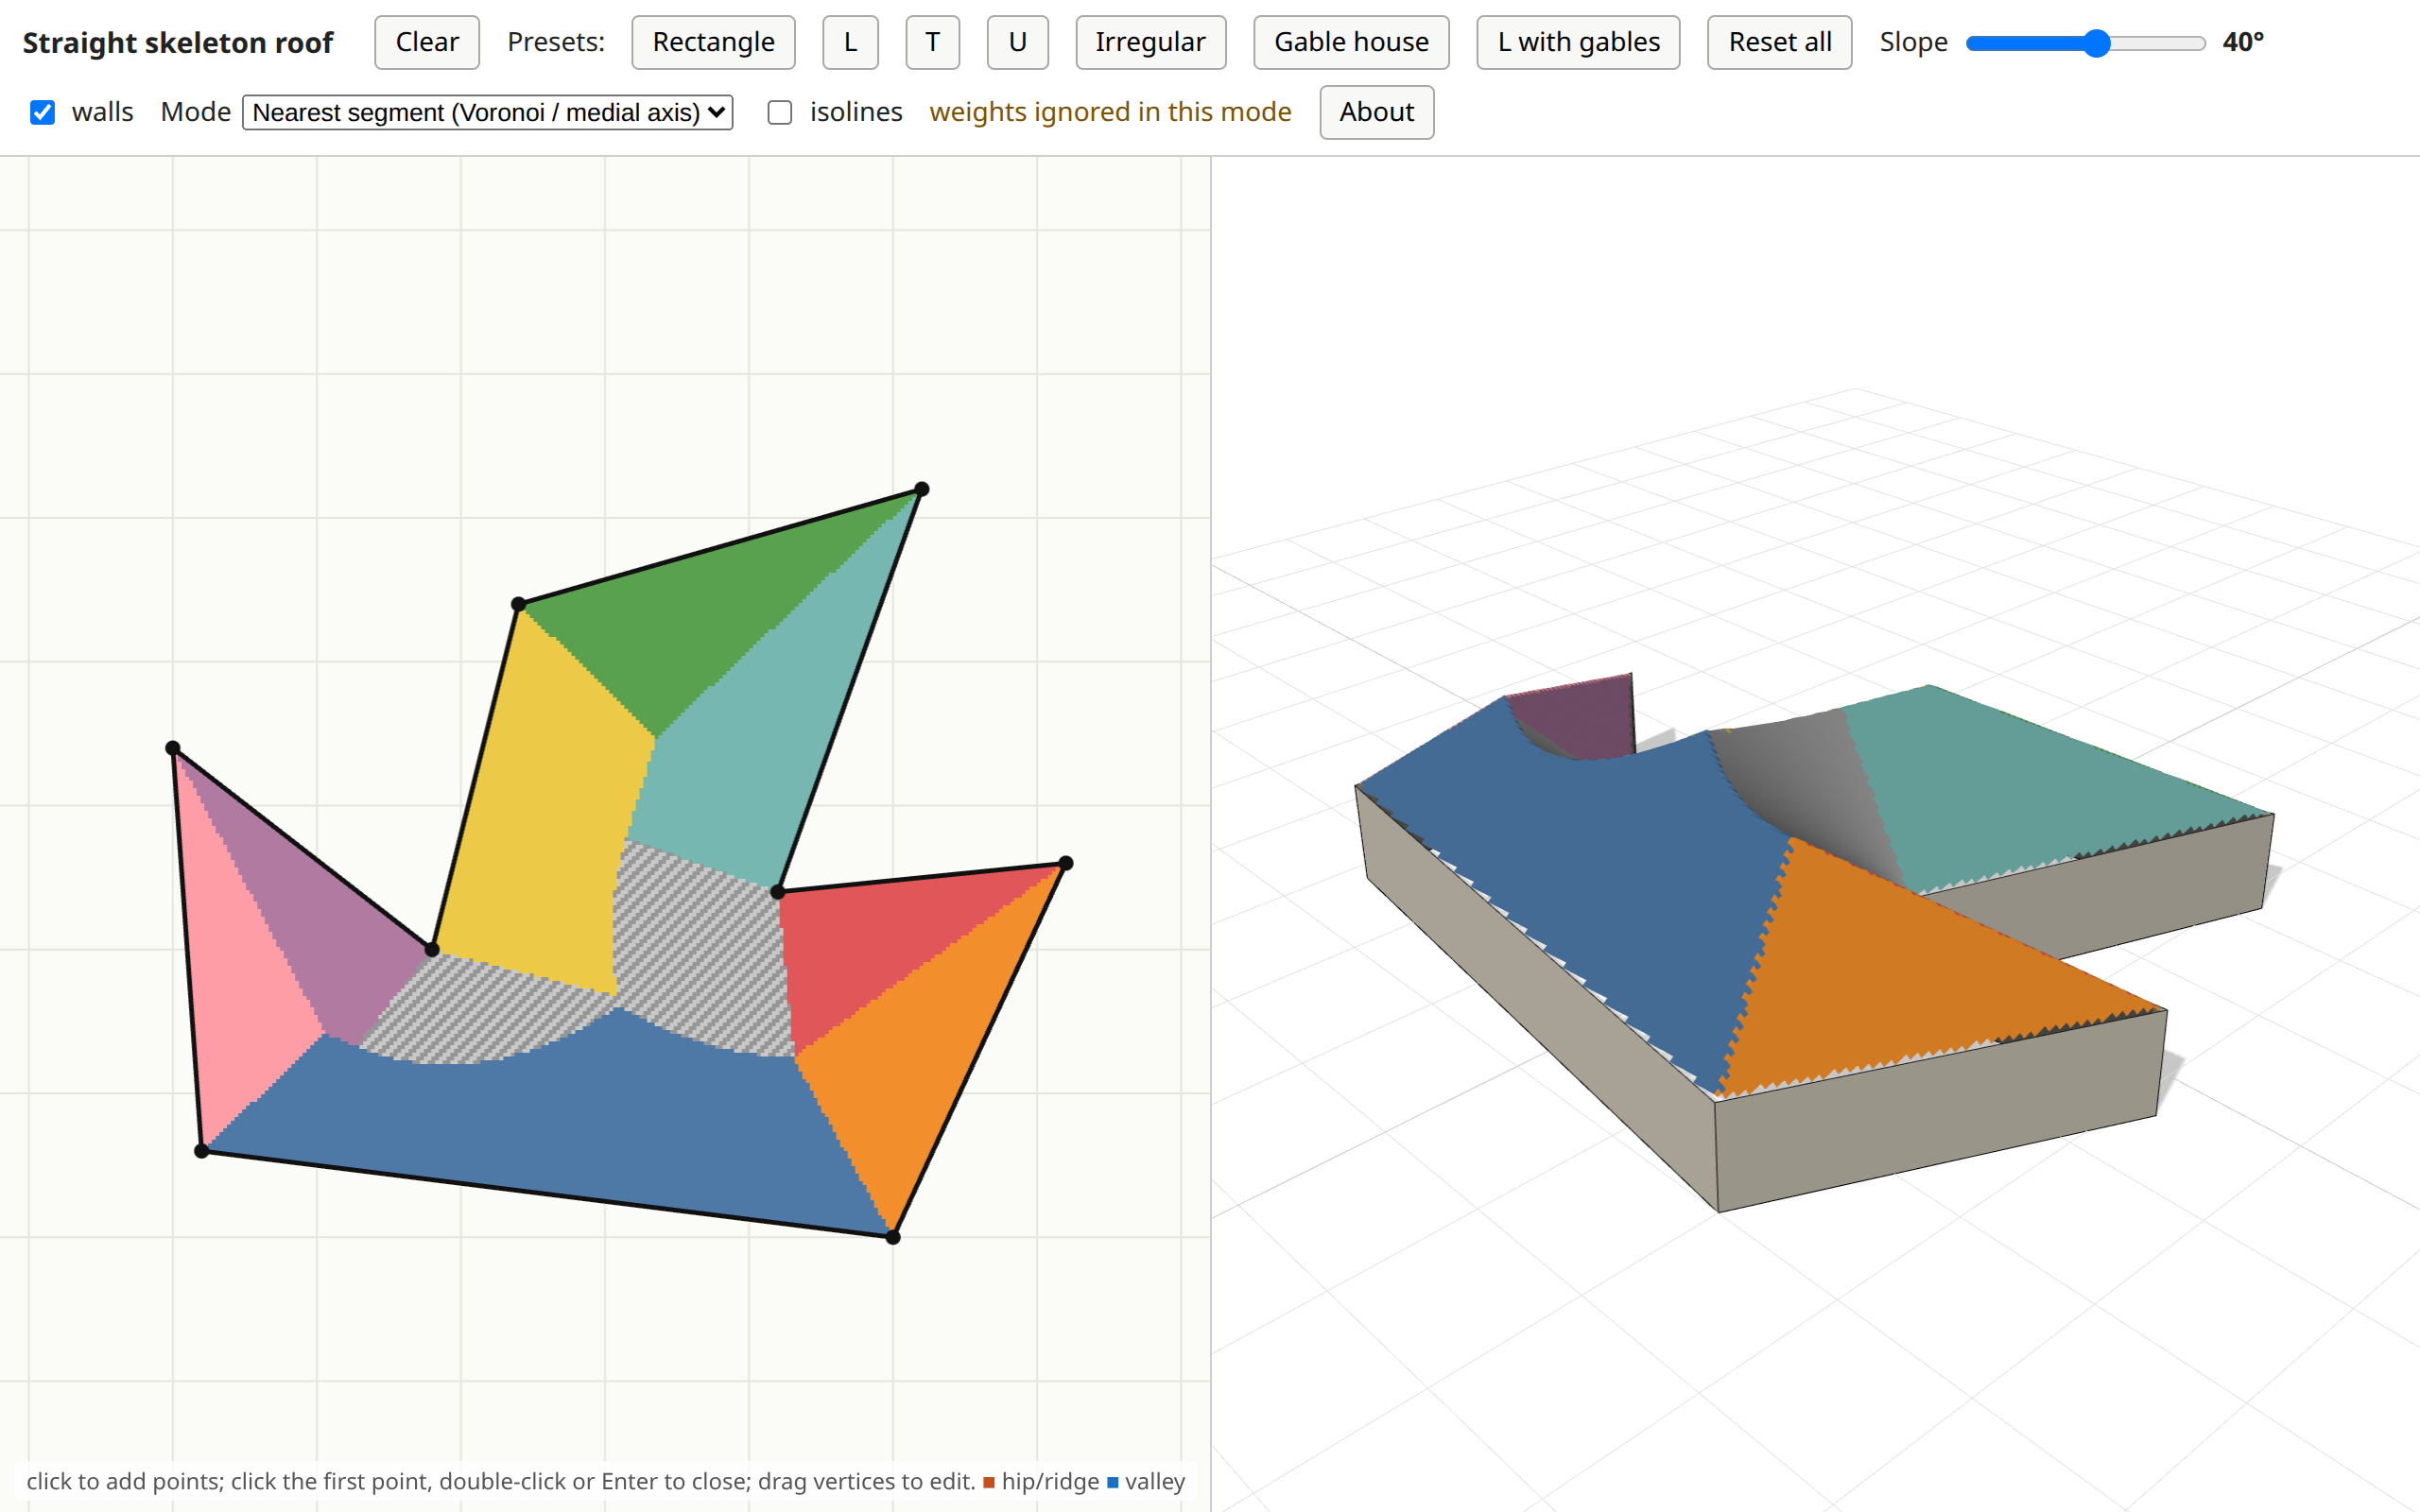 Straight skeleton roof Clear Presets: Rectangle L T U Irregular Gable house L with gables Reset all Slope 40°
walls Mode Nearest segment (Voronoi / medial axis) isolines weights ignored in this mode About
click to add points; click the first point, double-click or Enter to close; drag vertices to edit. hip/ridge valley